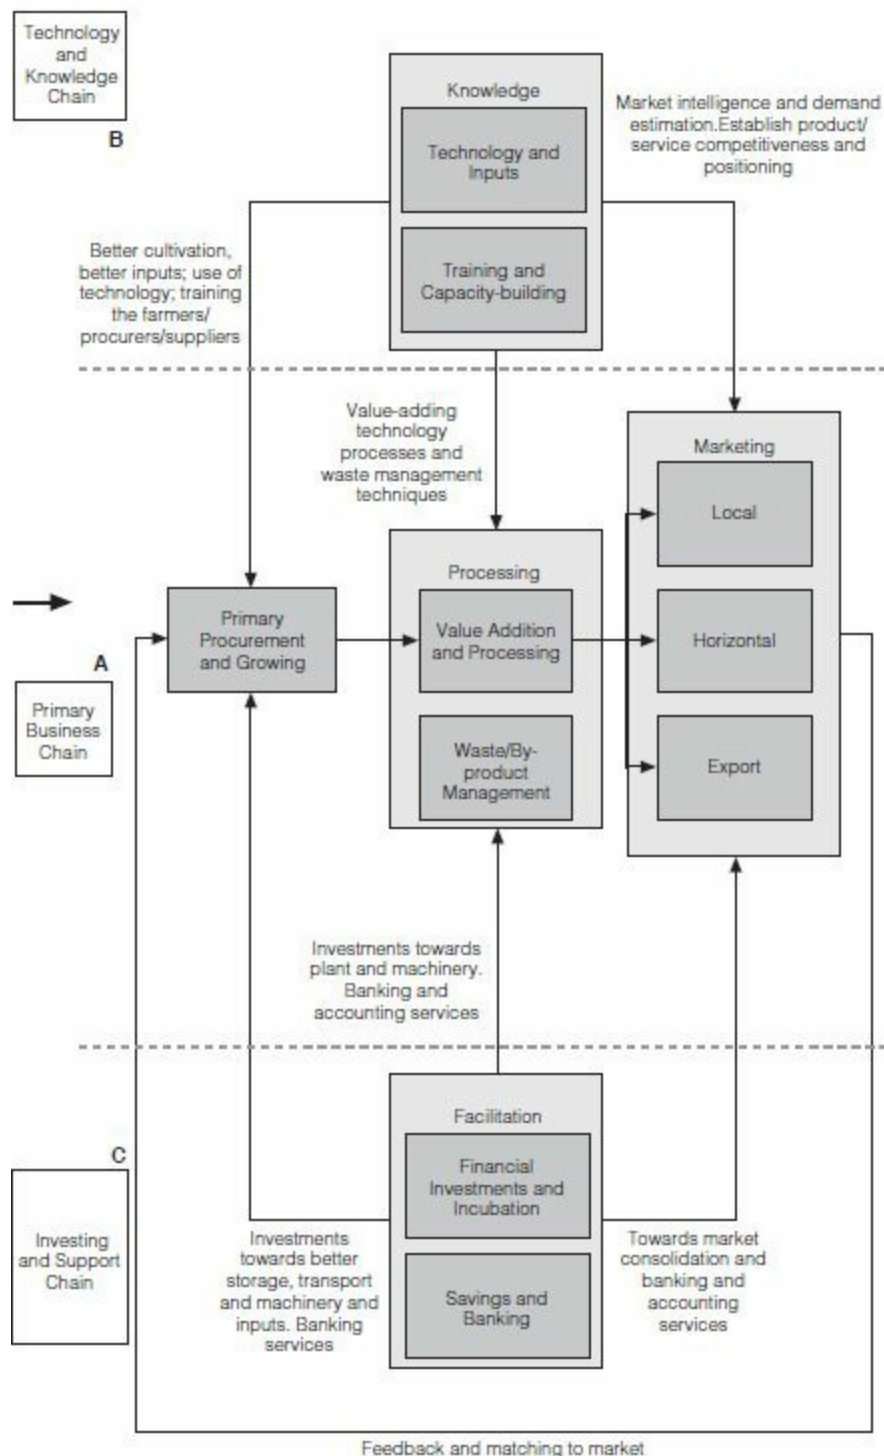 Technology
and
Knowledge
Chain
B
Knowledge
Technology and
Inputs
Training and
Capacity-building
Market intelligence and demand
estimation.Establish product/
service competitiveness and
positioning
Better cultivation,
better inputs; use of
technology; training
the farmers/
procurers/suppliers
Value-adding
technology
processes and
waste management
techniques
Marketing
Local
Horizontal
Export
Processing
Value Addition
and Processing
Waste/By-
product
Management
Primary
Procurement
and Growing
A
Primary
Business
Chain
Investments towards
plant and machinery.
Banking and
accounting services
C
Investing
and Support
Chain
Facilitation
Financial
Investments and
Incubation
Savings and
Banking
Investments
towards better
storage, transport
and machinery and
inputs. Banking
services
Towards market
consolidation and
banking and
accounting
services
Feedback and matching to market